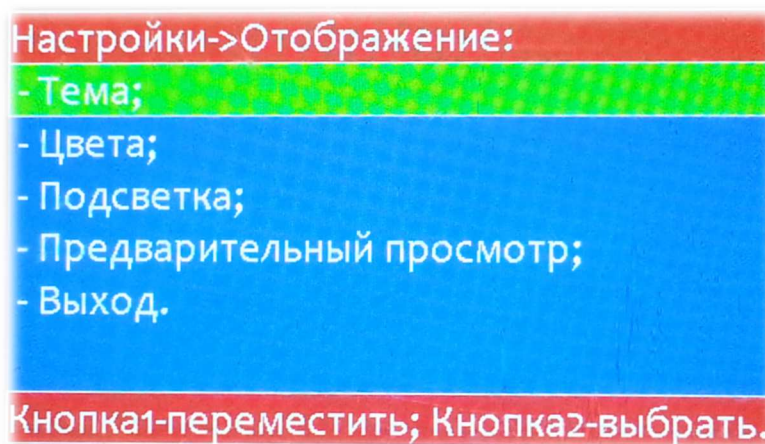 Настройки->Отображение:
- Тема;
- Цвета;
- Подсветка;
- Предварительный просмотр;
- Выход.
Кнопка1-переместить; Кнопка2-выбрать.